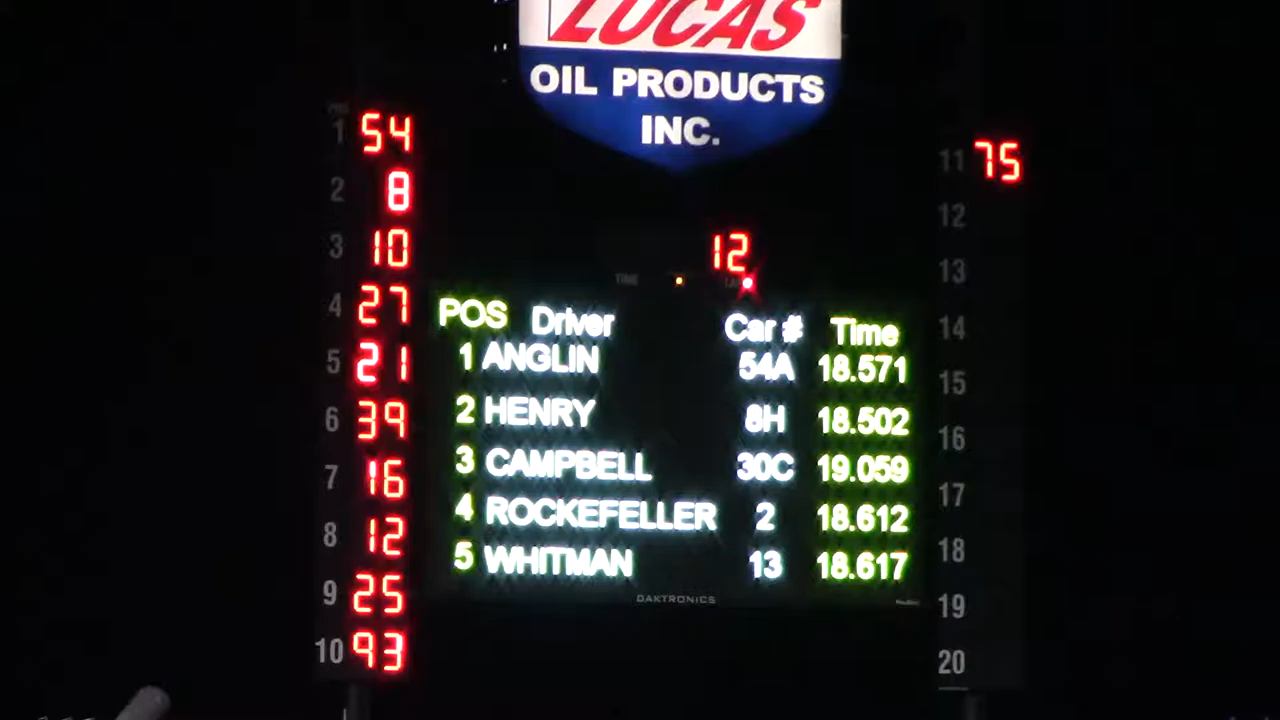 LUCAS
OIL PRODUCTS
INC.
1 54
2 8
3 10
4 27
5 21
6 39
7 16
8 12
9 25
10 93
12
TIME
POS Driver Car # Time
1 ANGLIN 54A 18.571
2 HENRY 8H 18.502
3 CAMPBELL 30C 19.059
4 ROCKEFELLER 2 18.612
5 WHITMAN 13 18.617
DAKTRONICS
11 75
12
13
14
15
16
17
18
19
20